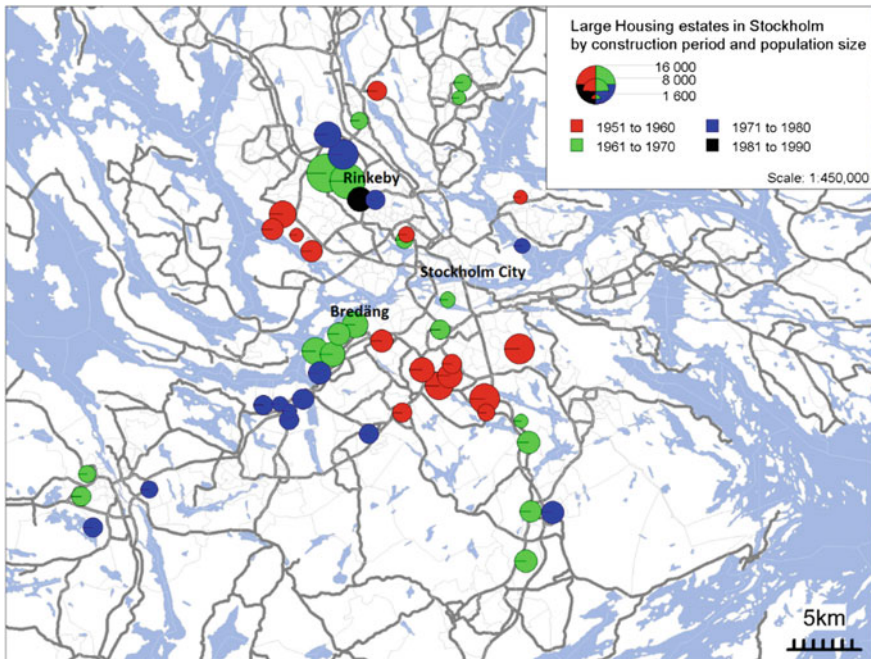 Large Housing estates in Stockholm
by construction period and population size
16 000
8 000
1 600
1951 to 1960
1971 to 1980
1961 to 1970
1981 to 1990
Scale: 1:450,000
Rinkeby
Stockholm City
Bredäng
5km